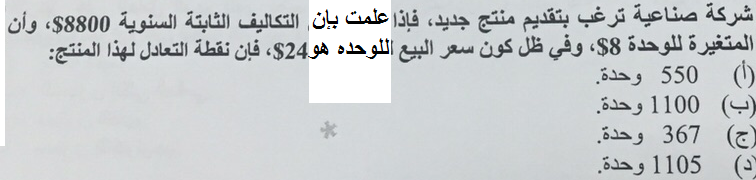 شركة صناعية ترغب بتقديم منتج جديد، فإذا علمت بإن التكاليف الثابتة السنوية 8800$، وأن
المتغيرة للوحدة 8$، وفي ظل كون سعر البيع للوحده هو 24$، فإن نقطة التعادل لهذا المنتج:
(أ) 550 وحدة.
(ب) 1100 وحدة.
(ج) 367 وحدة.
(د) 1105 وحدة.